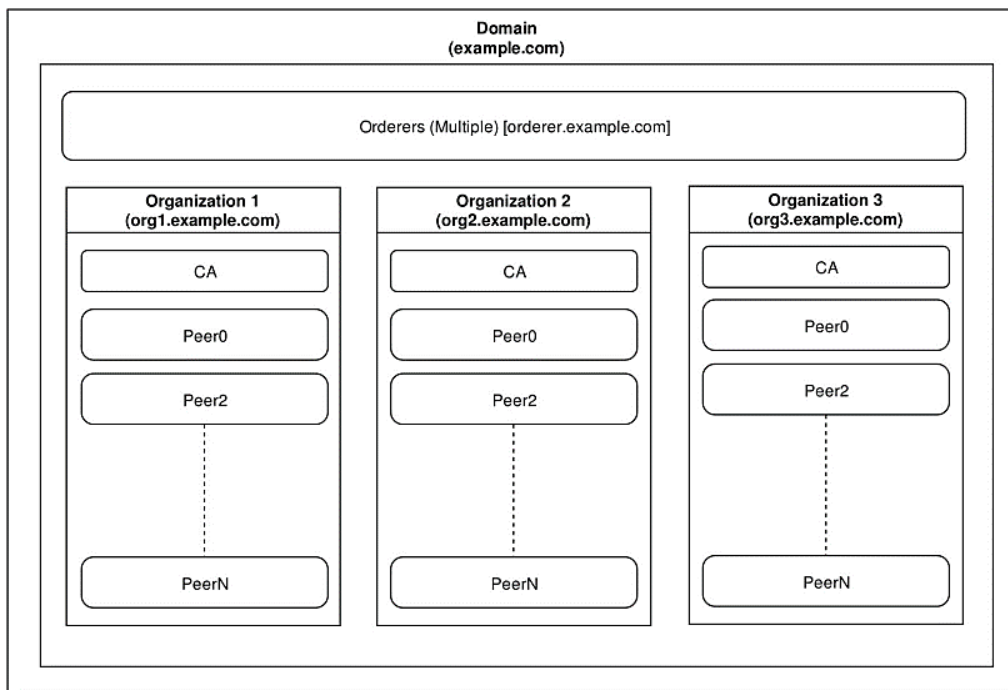 Domain
(example.com)
Orderers (Multiple) [orderer.example.com]
Organization 1
(org1.example.com)
CA
Peer0
Peer2
PeerN
Organization 2
(org2.example.com)
CA
Peer0
Peer2
PeerN
Organization 3
(org3.example.com)
CA
Peer0
Peer2
PeerN